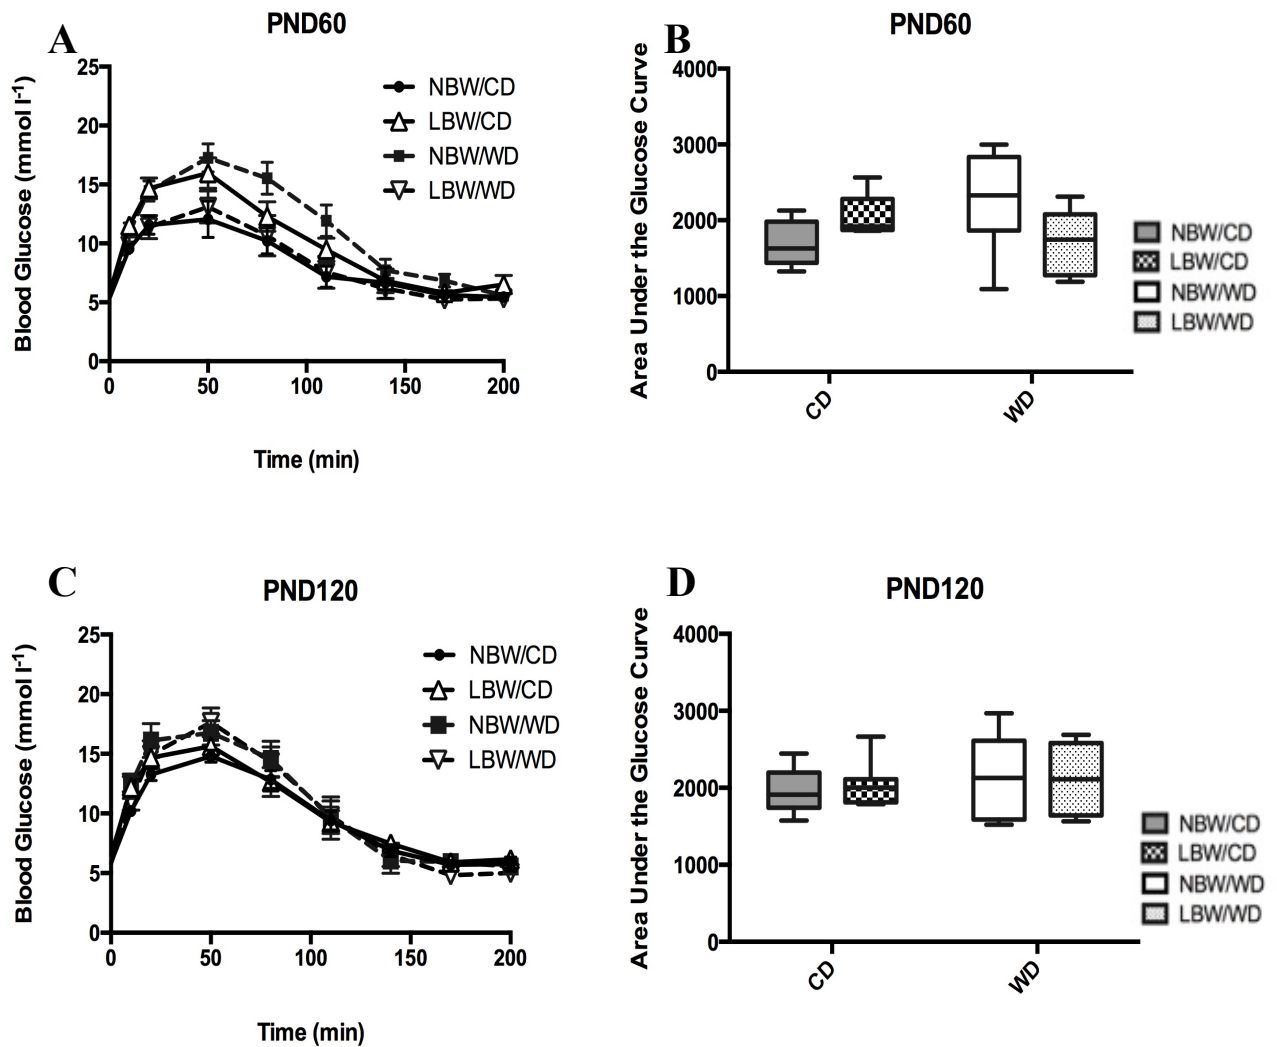 A
PND60
Blood Glucose (mmol l-1)
25
20
15
10
5
0
0 50 100 150 200
Time (min)
NBW/CD
LBW/CD
NBW/WD
LBW/WD
B
PND60
Area Under the Glucose Curve
4000
3000
2000
1000
0
CD WD
NBW/CD
LBW/CD
NBW/WD
LBW/WD
C
PND120
Blood Glucose (mmol l-1)
25
20
15
10
5
0
0 50 100 150 200
Time (min)
NBW/CD
LBW/CD
NBW/WD
LBW/WD
D
PND120
Area Under the Glucose Curve
4000
3000
2000
1000
0
CD WD
NBW/CD
LBW/CD
NBW/WD
LBW/WD